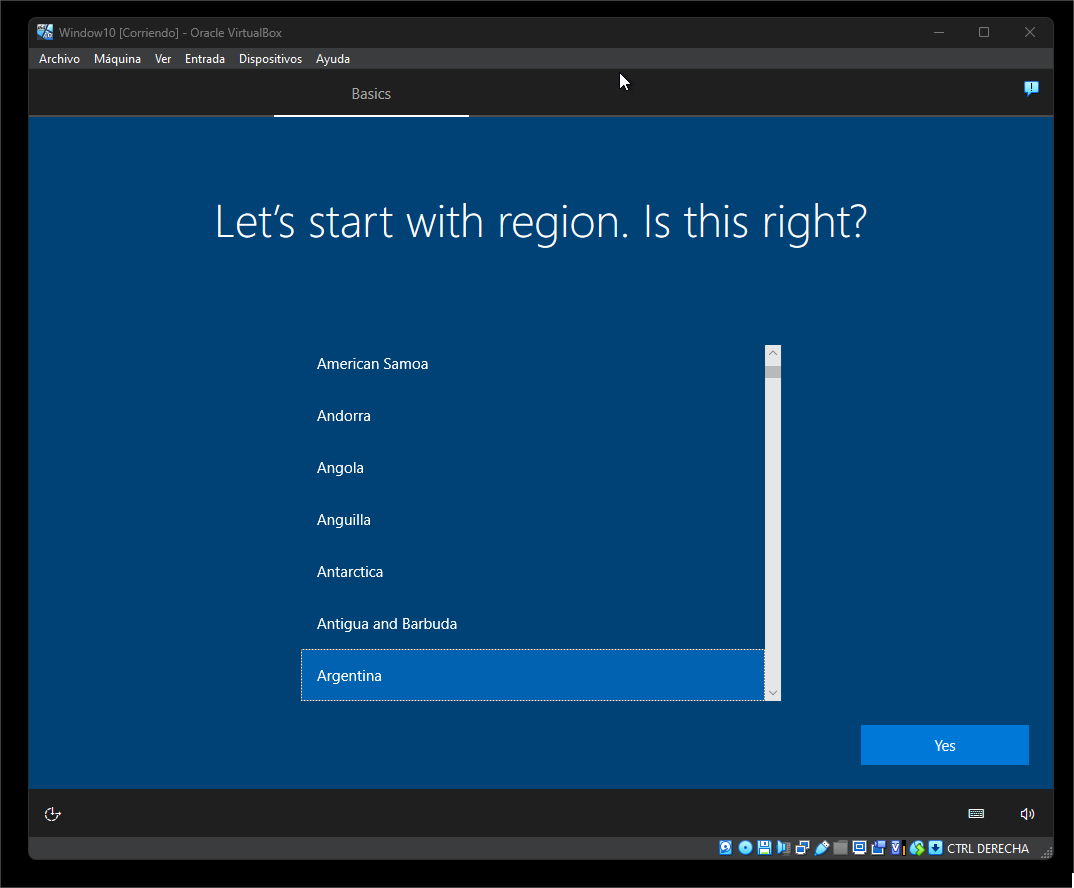 Window10 [Corriendo] - Oracle VirtualBox
Archivo Máquina Ver Entrada Dispositivos Ayuda
Basics
Let's start with region. Is this right?
American Samoa
Andorra
Angola
Anguilla
Antarctica
Antigua and Barbuda
Argentina
Yes
CTRL DERECHA